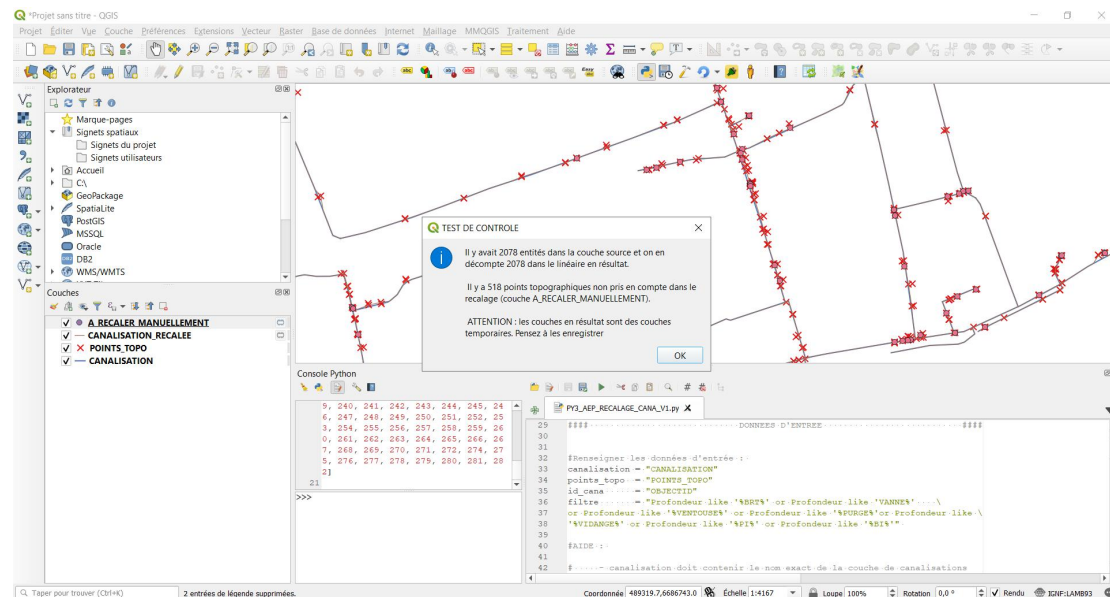 *Projet sans titre - QGIS
Projet Éditer Vue Couche Préférences Extensions Vecteur Raster Base de données Internet Maillage MMQGIS Traitement Aide
Explorateur
Marque-pages
Signets spatiaux
Signets du projet
Signets utilisateurs
Accueil
C:\
GeoPackage
SpatiaLite
PostGIS
MSSQL
Oracle
DB2
WMS/WMTS
Couches
A_RECALER_MANUELLEMENT
CANALISATION_RECALEE
POINTS_TOPO
CANALISATION
TEST DE CONTROLE
Il y avait 2078 entités dans la couche source et on en
décompte 2078 dans le linéaire en résultat.
Il y a 518 points topographiques non pris en compte dans le
recalage (couche A_RECALER_MANUELLEMENT).
ATTENTION : les couches en résultat sont des couches
temporaires. Pensez à les enregistrer
OK
Console Python
9, 240, 241, 242, 243, 244, 245, 24
6, 247, 248, 249, 250, 251, 252, 25
3, 254, 255, 256, 257, 258, 259, 26
0, 261, 262, 263, 264, 265, 266, 26
7, 268, 269, 270, 271, 272, 274, 27
5, 276, 277, 278, 279, 280, 281, 28
2]
21
>>>
PY3_AEP_RECALAGE_CANA_V1.py
29 #### DONNEES D'ENTREE ####
30
31
32 #Renseigner les données d'entrée :
33 canalisation = "CANALISATION"
34 points_topo = "POINTS_TOPO"
35 id_cana = "OBJECTID"
36 filtre = "Profondeur like '%BRT%' or Profondeur like 'VANNE%' \
37 or Profondeur like '%VENTOUSE%' or Profondeur like '%PURGE%'or Profondeur like \
38 '%VIDANGE%' or Profondeur like '%PI%' or Profondeur like '%BI%'"
39
40 #AIDE :
41
42 # - canalisation doit contenir le nom exact de la couche de canalisations
Taper pour trouver (Ctrl+K)
2 entrées de légende supprimées.
Coordonnée 489319.7,6686743.0
Échelle 1:4167
Loupe 100%
Rotation 0,0 °
Rendu
IGNF:LAMB93